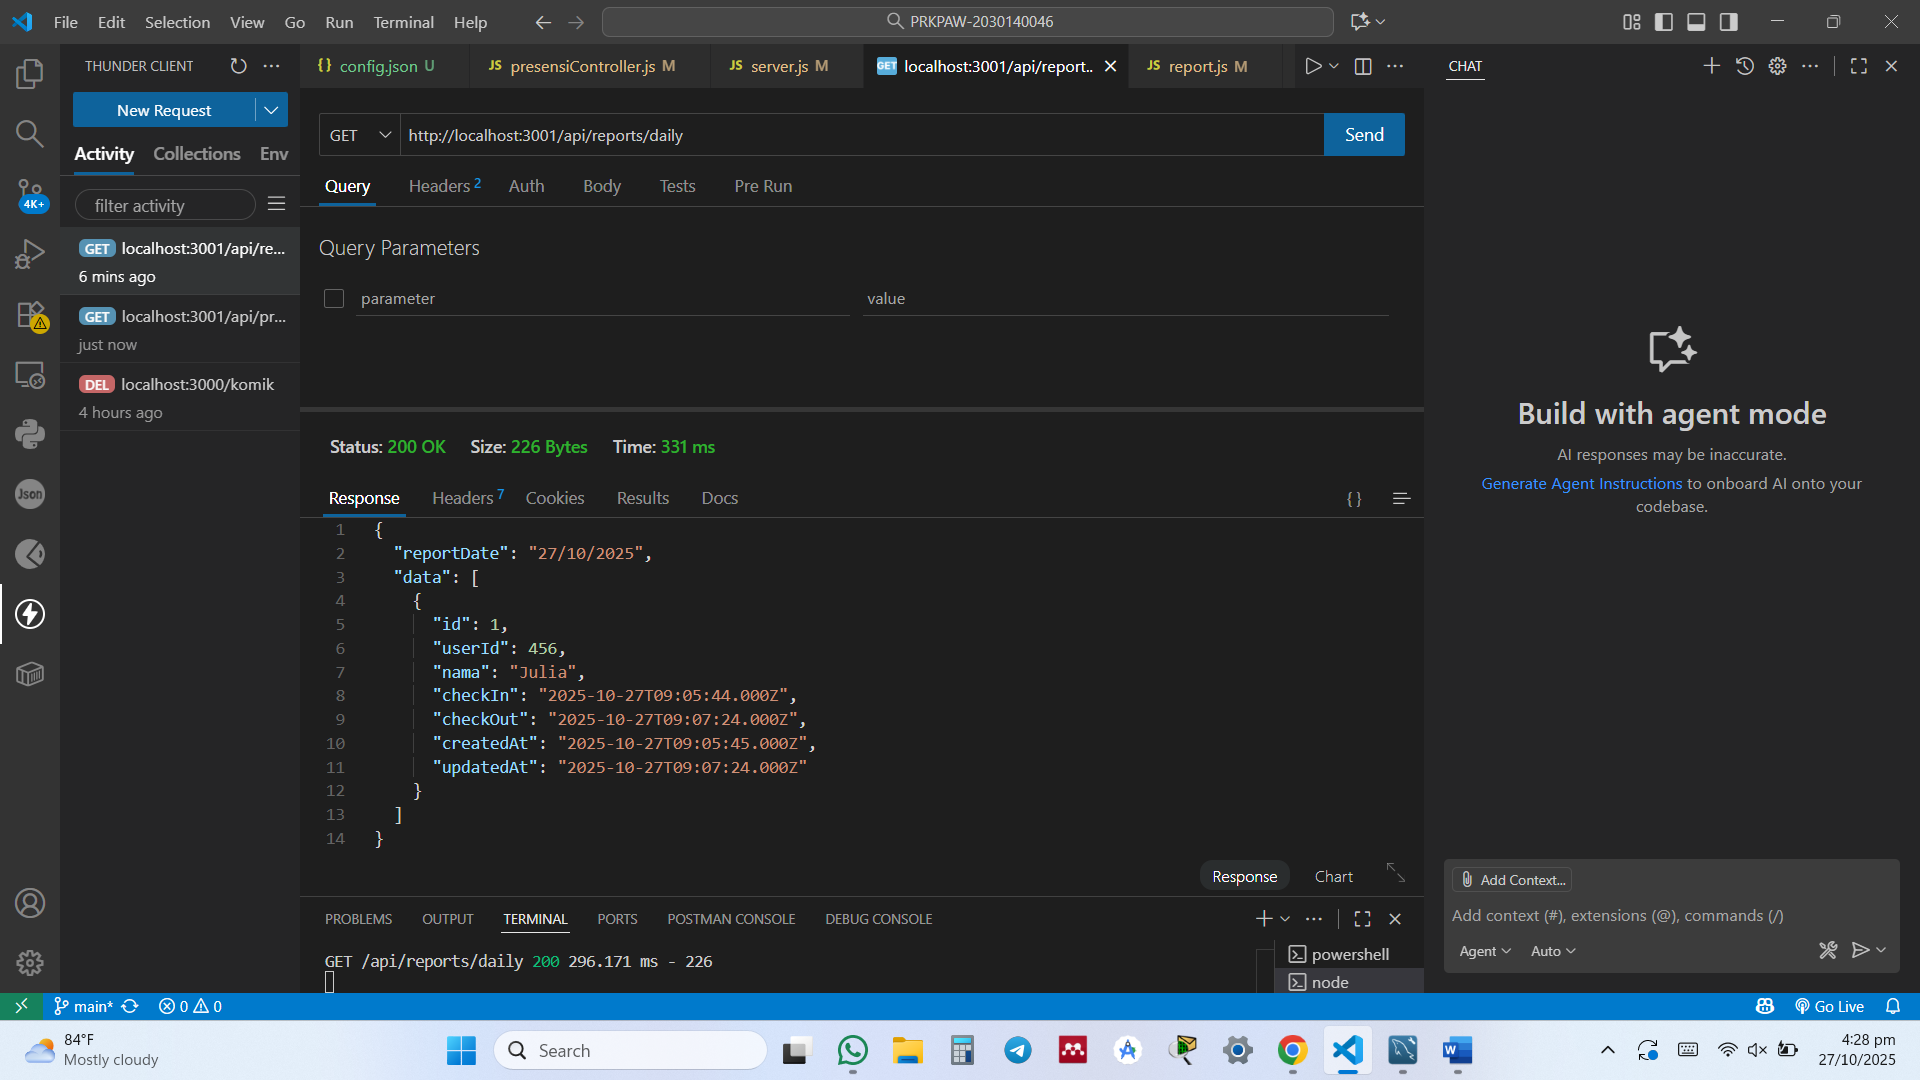 File Edit Selection View Go Run Terminal Help
PRKPAW-2030140046
THUNDER CLIENT
New Request
Activity Collections Env
filter activity
GET localhost:3001/api/re...
6 mins ago
GET localhost:3001/api/pr...
just now
DEL localhost:3000/komik
4 hours ago
4K+
Json
{} config.json U
JS presensiController.js M
JS server.js M
GET localhost:3001/api/report..
JS report.js M
GET http://localhost:3001/api/reports/daily Send
Query Headers 2 Auth Body Tests Pre Run
Query Parameters
parameter value
Status: 200 OK Size: 226 Bytes Time: 331 ms
Response Headers 7 Cookies Results Docs { }
1 {
2 "reportDate": "27/10/2025",
3 "data": [
4 {
5 "id": 1,
6 "userId": 456,
7 "nama": "Julia",
8 "checkIn": "2025-10-27T09:05:44.000Z",
9 "checkOut": "2025-10-27T09:07:24.000Z",
10 "createdAt": "2025-10-27T09:05:45.000Z",
11 "updatedAt": "2025-10-27T09:07:24.000Z"
12 }
13 ]
14 }
Response Chart
PROBLEMS OUTPUT TERMINAL PORTS POSTMAN CONSOLE DEBUG CONSOLE
GET /api/reports/daily 200 296.171 ms - 226
powershell
node
CHAT
Build with agent mode
AI responses may be inaccurate.
Generate Agent Instructions to onboard AI onto your
codebase.
Add Context...
Add context (#), extensions (@), commands (/)
Agent Auto
main* 0 0 Go Live
84°F
Mostly cloudy
Search
4:28 pm
27/10/2025